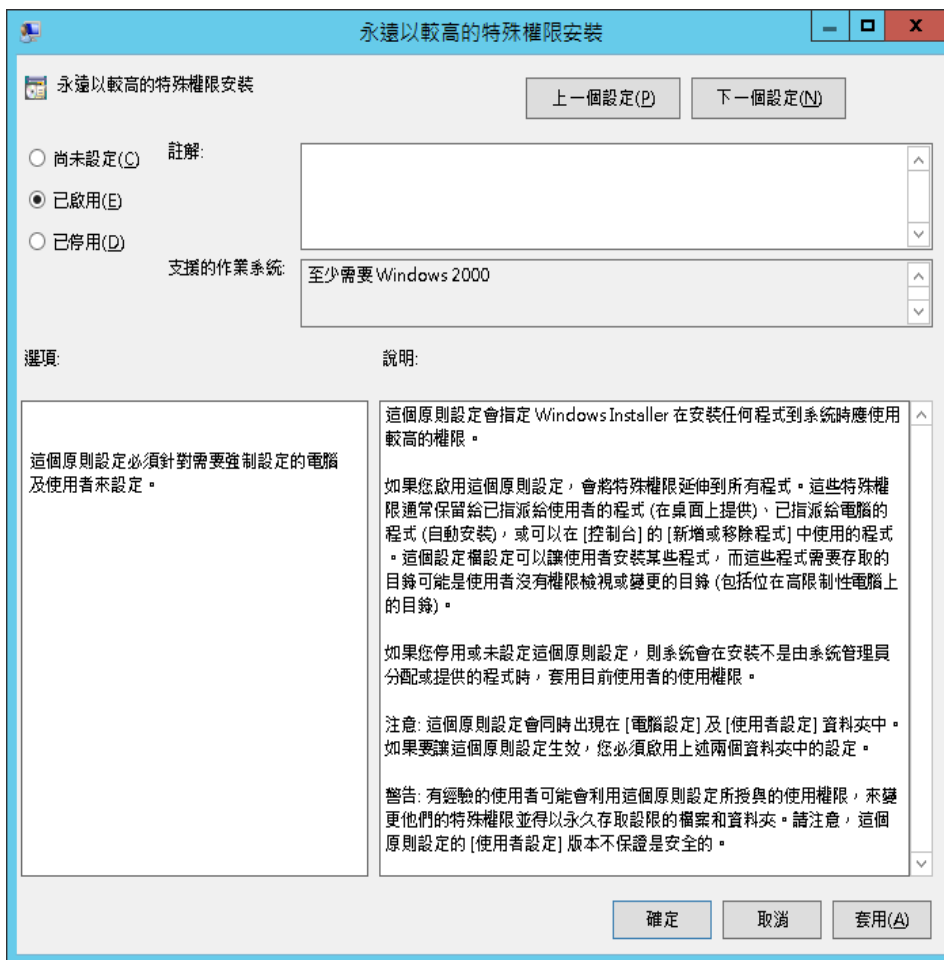 永遠以較高的特殊權限安裝
永遠以較高的特殊權限安裝
上一個設定(P)
下一個設定(N)
尚未設定(C)
已啟用(E)
已停用(D)
註解:
支援的作業系統:
至少需要 Windows 2000
選項:
說明:
這個原則設定必須針對需要強制設定的電腦
及使用者來設定。
這個原則設定會指定 Windows Installer 在安裝任何程式到系統時應使用
較高的權限。
如果您啟用這個原則設定，會將特殊權限延伸到所有程式。這些特殊權
限通常保留給已指派給使用者的程式 (在桌面上提供)、已指派給電腦的
程式 (自動安裝)，或可以在 [控制台] 的 [新增或移除程式] 中使用的程式
。這個設定檔設定可以讓使用者安裝某些程式，而這些程式需要存取的
目錄可能是使用者沒有權限檢視或變更的目錄 (包括位在高限制性電腦上
的目錄)。
如果您停用或未設定這個原則設定，則系統會在安裝不是由系統管理員
分配或提供的程式時，套用目前使用者的使用權限。
注意: 這個原則設定會同時出現在 [電腦設定] 及 [使用者設定] 資料夾中。
如果要讓這個原則設定生效，您必須啟用上述兩個資料夾中的設定。
警告: 有經驗的使用者可能會利用這個原則設定所授與的使用權限，來變
更他們的特殊權限並得以永久存取設限的檔案和資料夾。請注意，這個
原則設定的 [使用者設定] 版本不保證是安全的。
確定
取消
套用(A)